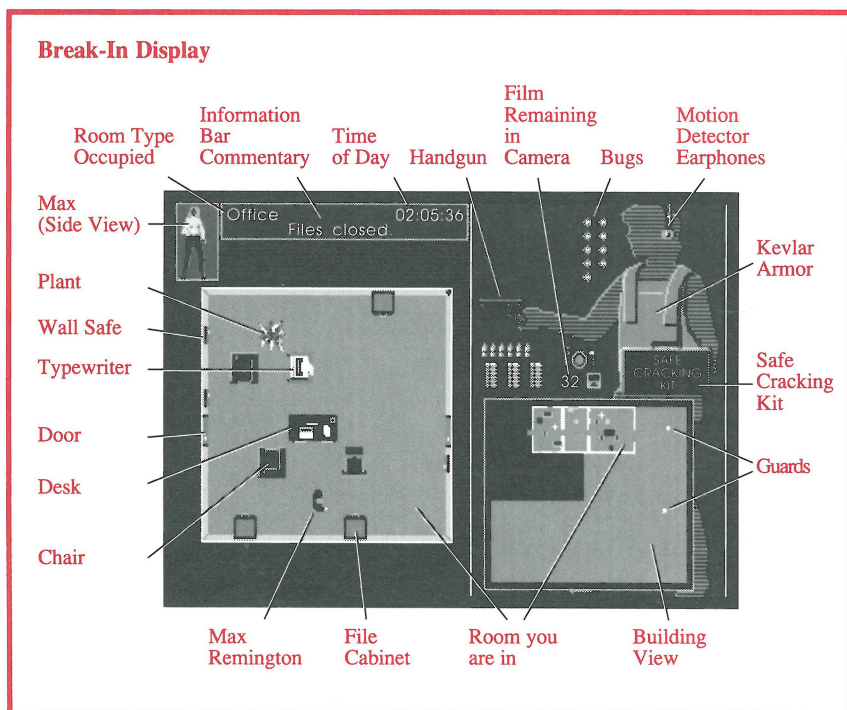 Break-In Display
Room Type
Occupied
Information
Bar
Commentary
Time
of Day
Handgun
Film
Remaining
in
Camera
Bugs
Motion
Detector
Earphones
Max
(Side View)
Office
02:05:36
Files closed.
Kevlar
Armor
Plant
Wall Safe
Typewriter
32
SAFE
CRACKING
KIT
Safe
Cracking
Kit
Door
Desk
Guards
Chair
Max
Remington
File
Cabinet
Room you
are in
Building
View